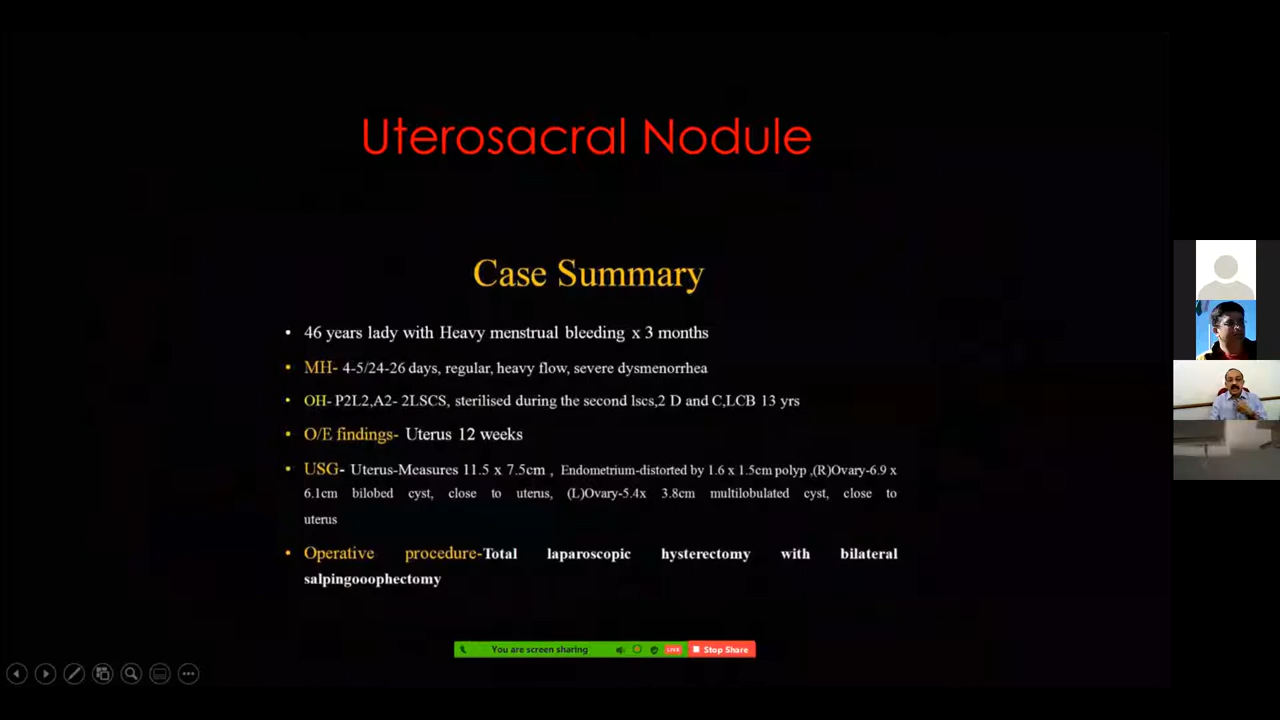 Uterosacral Nodule
Case Summary
• 46 years lady with Heavy menstrual bleeding x 3 months
• MH- 4-5/24-26 days, regular, heavy flow, severe dysmenorrhea
• OH- P2L2,A2- 2LSCS, sterilised during the second lscs,2 D and C,LCB 13 yrs
• O/E findings- Uterus 12 weeks
• USG- Uterus-Measures 11.5 x 7.5cm , Endometrium-distorted by 1.6 x 1.5cm polyp ,(R)Ovary-6.9 x
6.1cm bilobed cyst, close to uterus, (L)Ovary-5.4x 3.8cm multilobulated cyst, close to
uterus
• Operative procedure-Total laparoscopic hysterectomy with bilateral
salpingooophectomy
You are screen sharing LIVE Stop Share